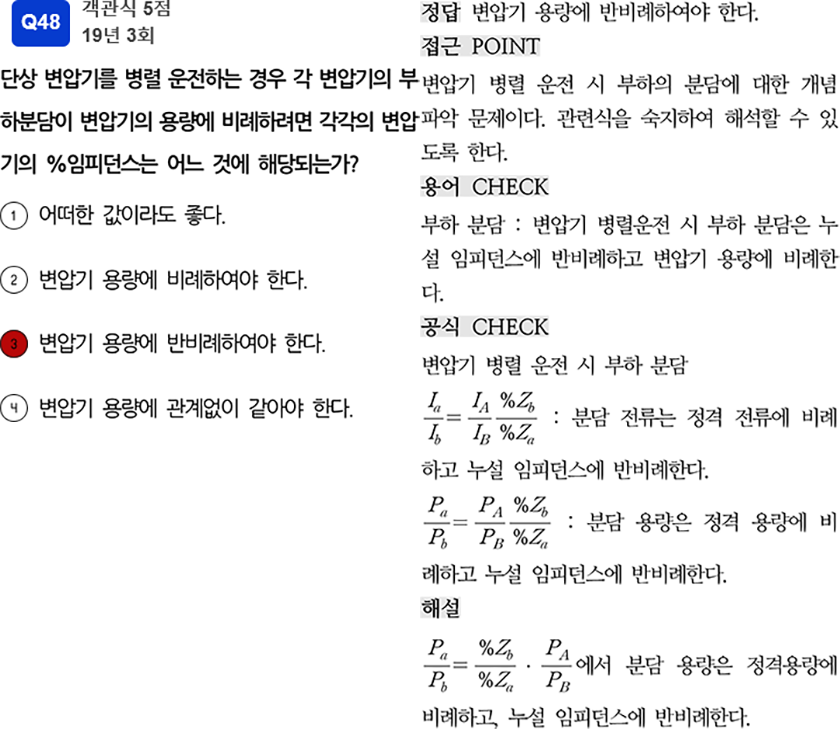 Q48
객관식 5점
19년 3회
단상 변압기를 병렬 운전하는 경우 각 변압기의 부
하분담이 변압기의 용량에 비례하려면 각각의 변압
기의 %임피던스는 어느 것에 해당되는가?
① 어떠한 값이라도 좋다.
② 변압기 용량에 비례하여야 한다.
③ 변압기 용량에 반비례하여야 한다.
④ 변압기 용량에 관계없이 같아야 한다.
정답 변압기 용량에 반비례하여야 한다.
접근 POINT
변압기 병렬 운전 시 부하의 분담에 대한 개념
파악 문제이다. 관련식을 숙지하여 해석할 수 있
도록 한다.
용어 CHECK
부하 분담 : 변압기 병렬운전 시 부하 분담은 누
설 임피던스에 반비례하고 변압기 용량에 비례한
다.
공식 CHECK
변압기 병렬 운전 시 부하 분담
I_a/I_b = I_A/I_B %Z_b/%Z_a : 분담 전류는 정격 전류에 비례
하고 누설 임피던스에 반비례한다.
P_a/P_b = P_A/P_B %Z_b/%Z_a : 분담 용량은 정격 용량에 비
례하고 누설 임피던스에 반비례한다.
해설
P_a/P_b = %Z_b/%Z_a · P_A/P_B 에서 분담 용량은 정격용량에
비례하고, 누설 임피던스에 반비례한다.